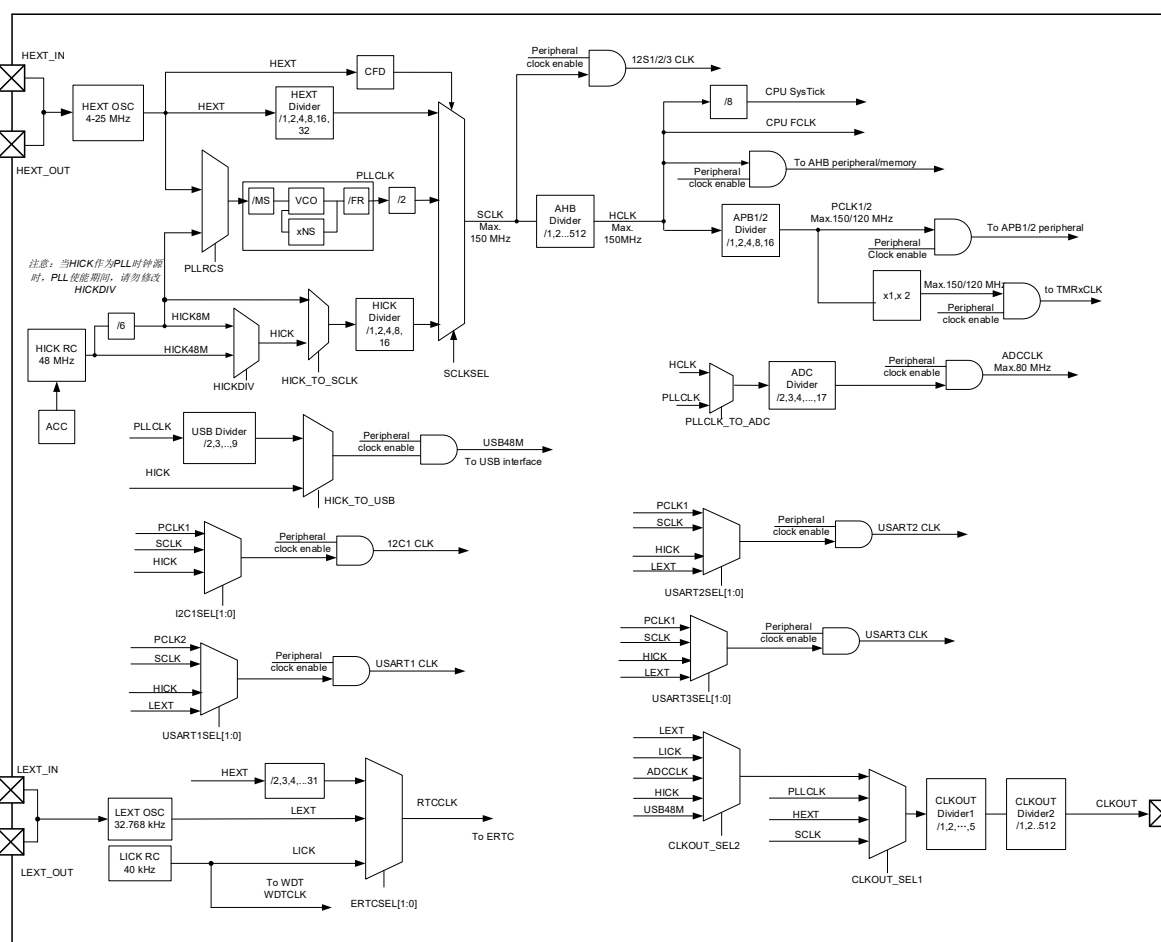 HEXT_IN
HEXT_OUT
HEXT OSC
4-25 MHz
HEXT
CFD
HEXT
HEXT
Divider
/1,2,4,8,16,
32
PLLCLK
/MS
VCO
/FR
xNS
/2
PLLRCS
注意：当HICK作为PLL时钟源
时，PLL使能期间，请勿修改
HICKDIV
HICK RC
48 MHz
ACC
/6
HICK8M
HICK48M
HICKDIV
HICK
HICK_TO_SCLK
HICK
Divider
/1,2,4,8,
16
SCLKSEL
SCLK
Max.
150 MHz
Peripheral
clock enable
12S1/2/3 CLK
AHB
Divider
/1,2...512
HCLK
Max.
150MHz
/8
CPU SysTick
CPU FCLK
Peripheral
clock enable
To AHB peripheral/memory
APB1/2
Divider
/1,2,4,8,16
PCLK1/2
Max.150/120 MHz
Peripheral
Clock enable
To APB1/2 peripheral
x1,x 2
Max.150/120 MHz
Peripheral
clock enable
to TMRxCLK
HCLK
PLLCLK
PLLCLK_TO_ADC
ADC
Divider
/2,3,4,...,17
Peripheral
clock enable
ADCCLK
Max.80 MHz
PLLCLK
USB Divider
/2,3,..,9
HICK
HICK_TO_USB
Peripheral
clock enable
USB48M
To USB interface
PCLK1
SCLK
HICK
I2C1SEL[1:0]
Peripheral
clock enable
12C1 CLK
PCLK1
SCLK
HICK
LEXT
USART2SEL[1:0]
Peripheral
clock enable
USART2 CLK
PCLK2
SCLK
HICK
LEXT
USART1SEL[1:0]
Peripheral
clock enable
USART1 CLK
PCLK1
SCLK
HICK
LEXT
USART3SEL[1:0]
Peripheral
clock enable
USART3 CLK
LEXT_IN
LEXT_OUT
LEXT OSC
32.768 kHz
LICK RC
40 kHz
HEXT
/2,3,4,...31
LEXT
LICK
To WDT
WDTCLK
ERTCSEL[1:0]
RTCCLK
To ERTC
LEXT
LICK
ADCCLK
HICK
USB48M
CLKOUT_SEL2
PLLCLK
HEXT
SCLK
CLKOUT_SEL1
CLKOUT
Divider1
/1,2,···,5
CLKOUT
Divider2
/1,2..512
CLKOUT